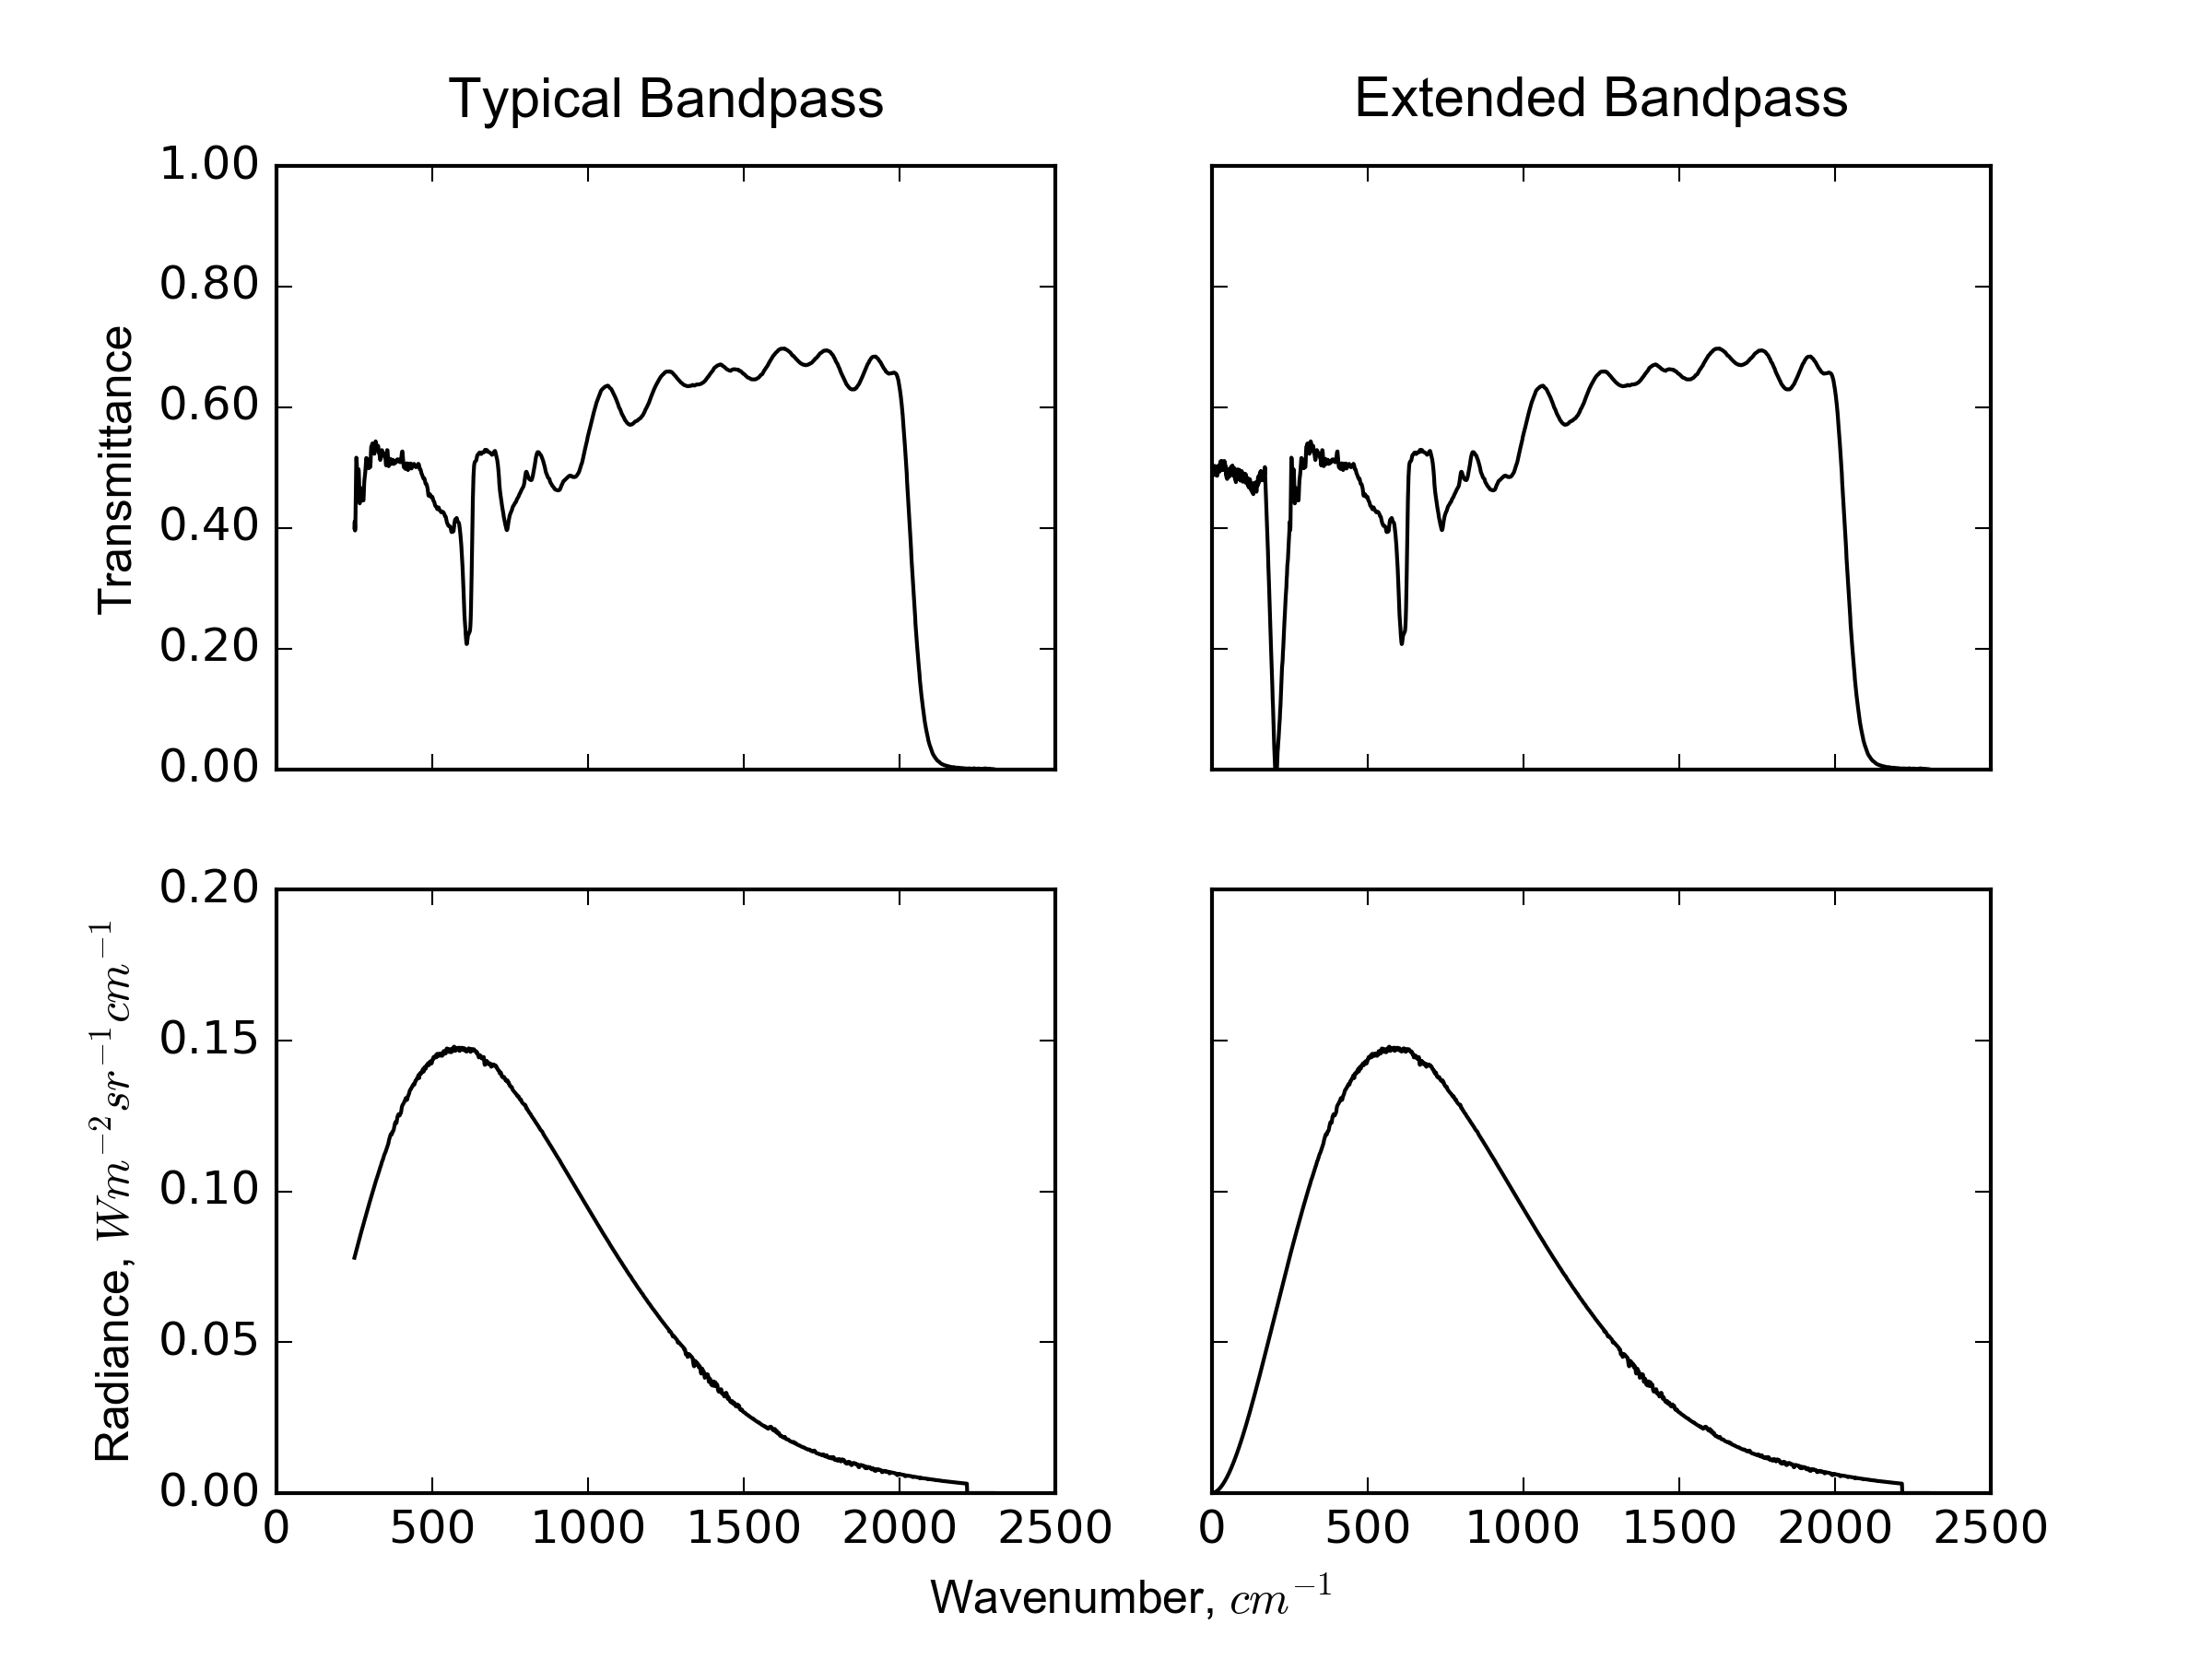 Typical Bandpass
Extended Bandpass
1.00
0.80
0.60
0.40
0.20
0.00
Transmittance
0.20
0.15
0.10
0.05
0.00
Radiance, Wm⁻²sr⁻¹cm⁻¹
0 500 1000 1500 2000 2500
0 500 1000 1500 2000 2500
Wavenumber, cm⁻¹